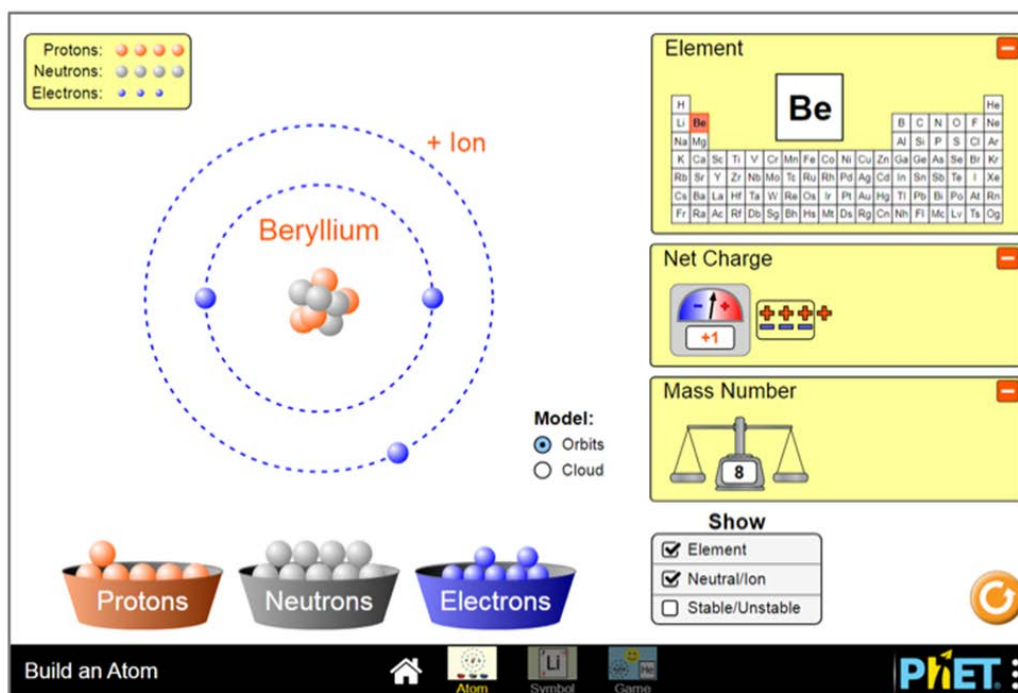 Protons:
Neutrons:
Electrons:
+ Ion
Beryllium
Model:
Orbits
Cloud
Protons
Neutrons
Electrons
Element
Be
H He
Li Be B C N O F Ne
Na Mg Al Si P S Cl Ar
K Ca Sc Ti V Cr Mn Fe Co Ni Cu Zn Ga Ge As Se Br Kr
Rb Sr Y Zr Nb Mo Tc Ru Rh Pd Ag Cd In Sn Sb Te I Xe
Cs Ba La Hf Ta W Re Os Ir Pt Au Hg Tl Pb Bi Po At Rn
Fr Ra Ac Rf Db Sg Bh Hs Mt Ds Rg Cn Nh Fl Mc Lv Ts Og
Net Charge
- +
+1
+ + + +
- - -
Mass Number
8
Show
Element
Neutral/Ion
Stable/Unstable
Build an Atom
Atom
Li
Symbol
He
Game
PhET